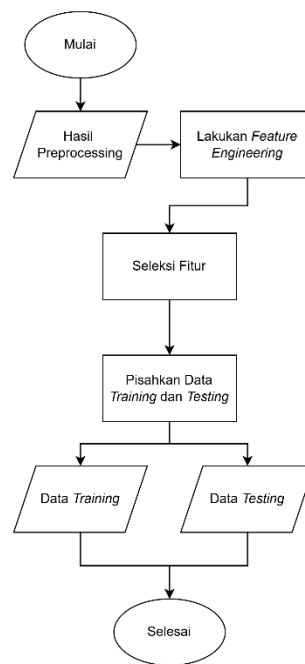 Mulai
Hasil
Preprocessing
Lakukan Feature
Engineering
Seleksi Fitur
Pisahkan Data
Training dan Testing
Data Training
Data Testing
Selesai